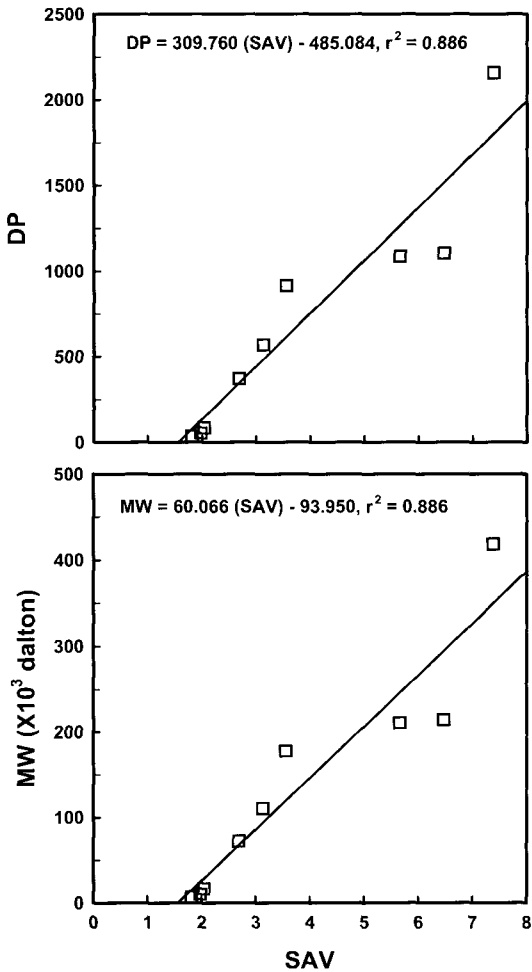 DP = 309.760 (SAV) - 485.084, r² = 0.886
2500
2000
1500
1000
500
0
DP
MW = 60.066 (SAV) - 93.950, r² = 0.886
500
400
300
200
100
0
MW (X10³ dalton)
0 1 2 3 4 5 6 7 8
SAV